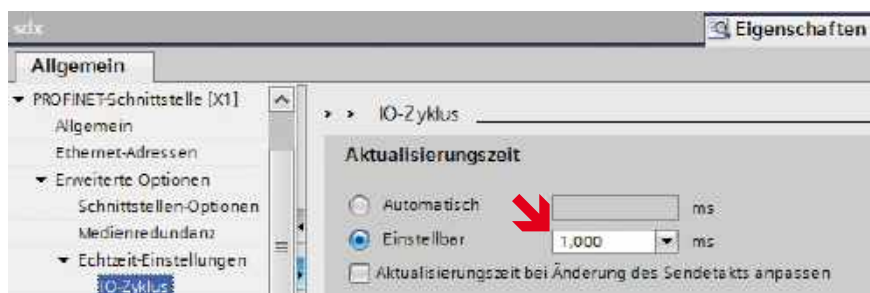 sdx
Eigenschaften
Allgemein
PROFINET-Schnittstelle [X1]
Allgemein
Ethernet-Adressen
Erweiterte Optionen
Schnittstellen-Optionen
Medienredundanz
Echtzeit-Einstellungen
IO-Zyklus
IO-Zyklus
Aktualisierungszeit
Automatisch ms
Einstellbar 1,000 ms
Aktualisierungszeit bei Änderung des Sendetakts anpassen